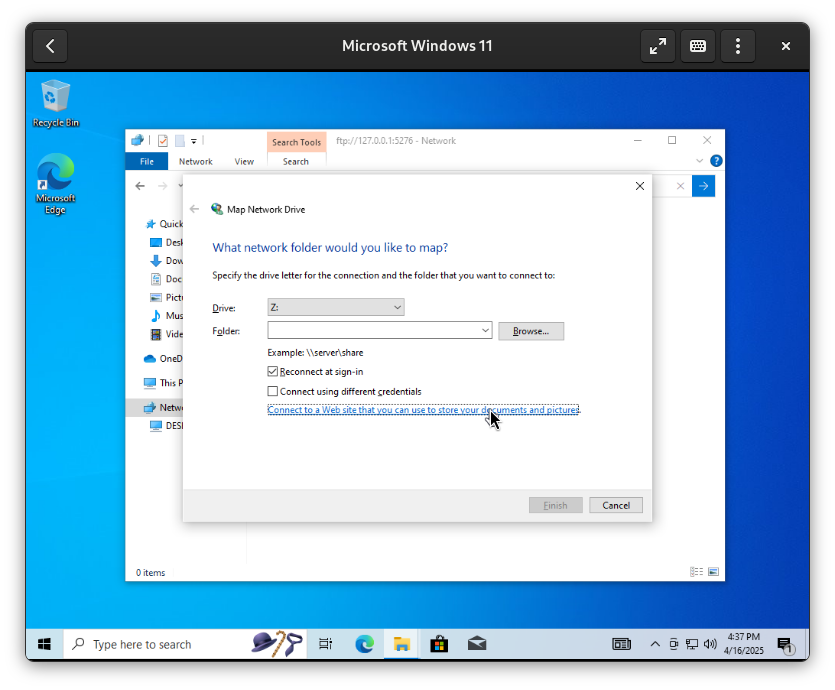 Microsoft Windows 11
Recycle Bin
Microsoft
Edge
Search Tools
ftp://127.0.0.1:5276 - Network
File
Network
View
Search
Map Network Drive
What network folder would you like to map?
Specify the drive letter for the connection and the folder that you want to connect to:
Drive:
Z:
Folder:
Browse...
Example: \\server\share
Reconnect at sign-in
Connect using different credentials
Connect to a Web site that you can use to store your documents and pictures.
Finish
Cancel
Quick
Desk
Dow
Doc
Pictu
Mus
Vide
OneD
This P
Netwo
DESK
0 items
Type here to search
4:37 PM
4/16/2025
1